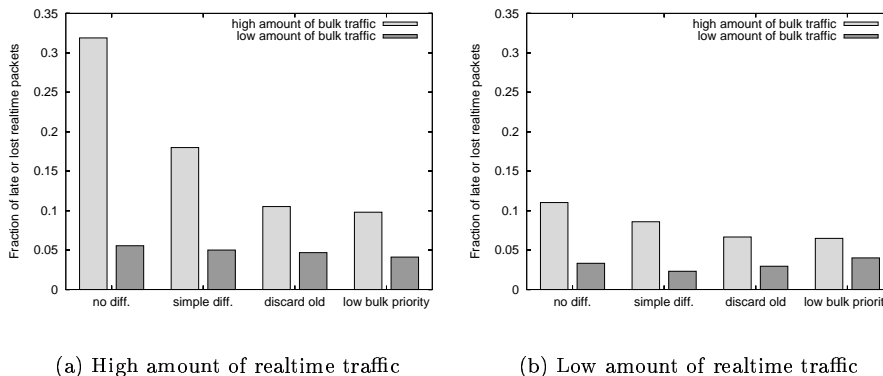 Fraction of late or lost realtime packets
0.35
0.3
0.25
0.2
0.15
0.1
0.05
0
high amount of bulk traffic
low amount of bulk traffic
no diff. simple diff. discard old low bulk priority
(a) High amount of realtime traffic
Fraction of late or lost realtime packets
0.35
0.3
0.25
0.2
0.15
0.1
0.05
0
high amount of bulk traffic
low amount of bulk traffic
no diff. simple diff. discard old low bulk priorit
(b) Low amount of realtime traffic